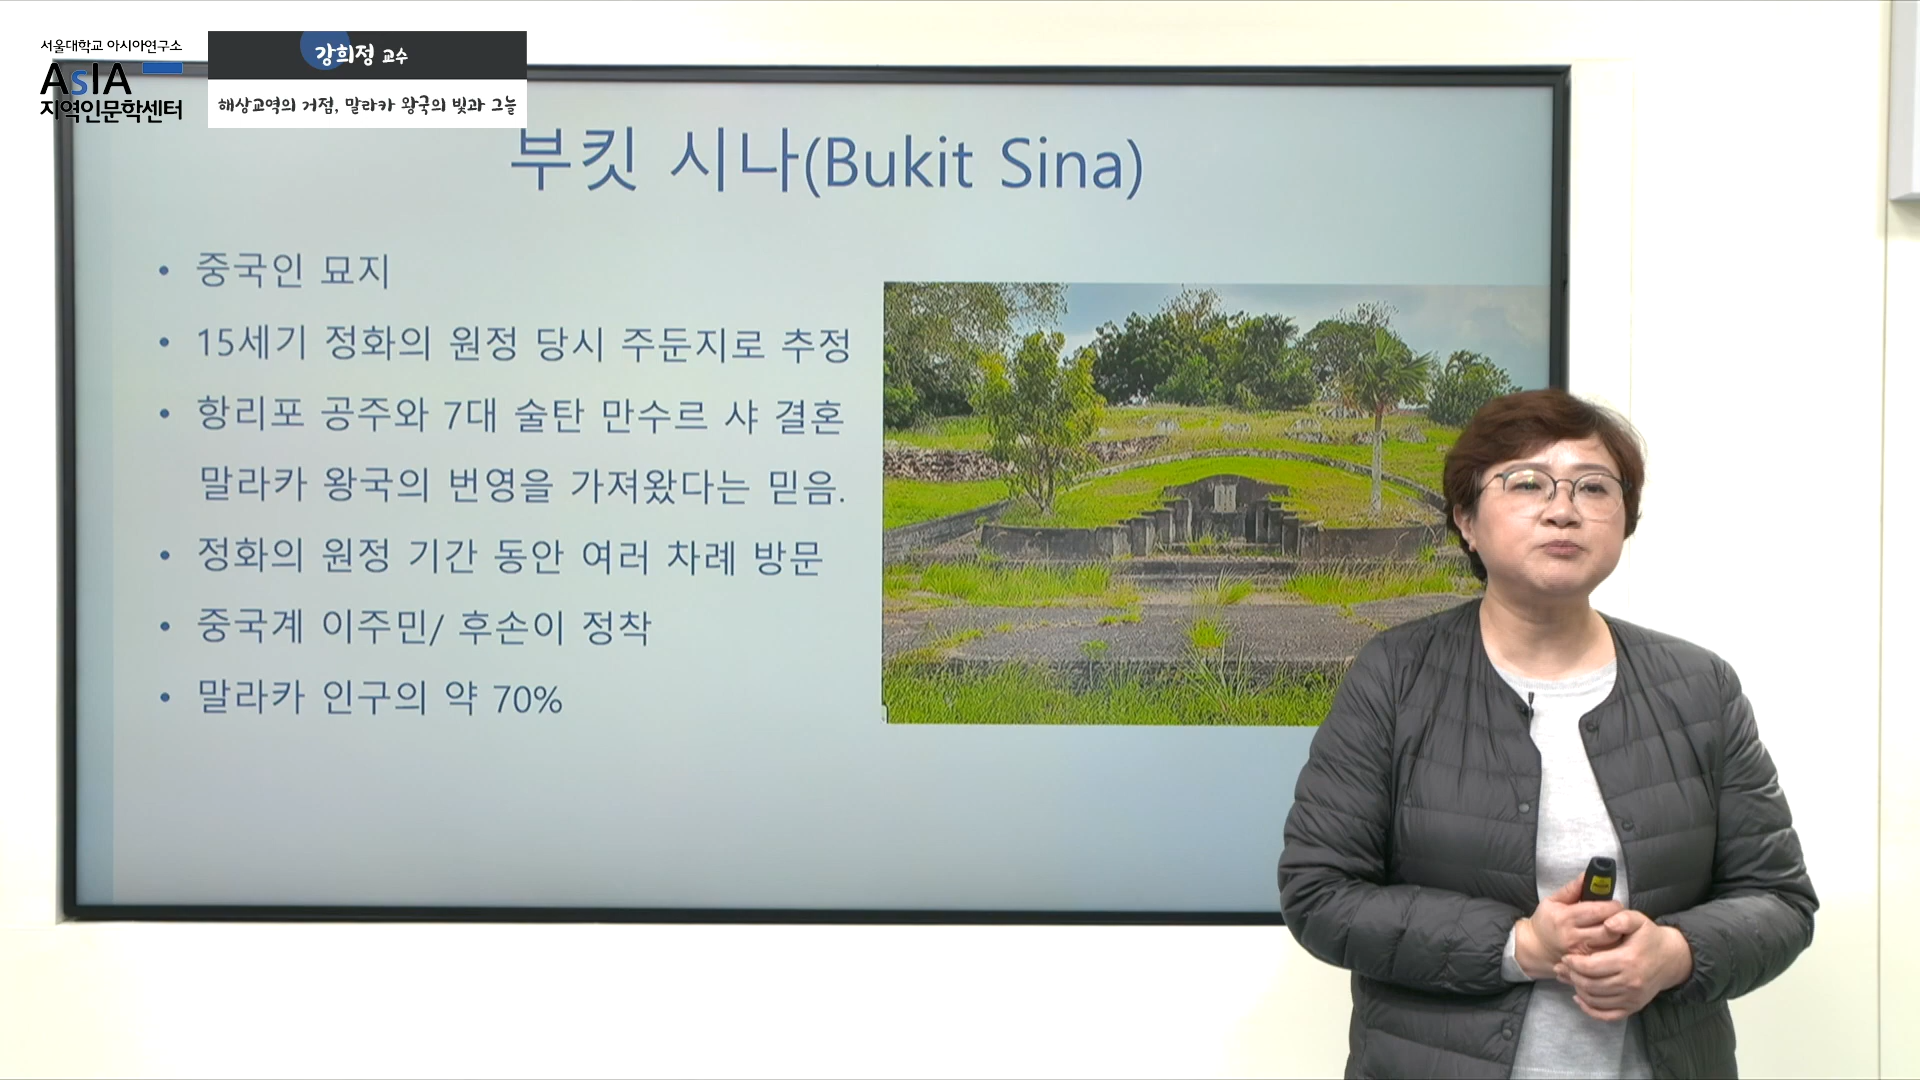 서울대학교 아시아연구소
AsIA
지역인문학센터
강희정 교수
해상교역의 거점, 말라카 왕국의 빛과 그늘
부킷 시나(Bukit Sina)
• 중국인 묘지
• 15세기 정화의 원정 당시 주둔지로 추정
• 항리포 공주와 7대 술탄 만수르 샤 결혼
말라카 왕국의 번영을 가져왔다는 믿음.
• 정화의 원정 기간 동안 여러 차례 방문
• 중국계 이주민/ 후손이 정착
• 말라카 인구의 약 70%